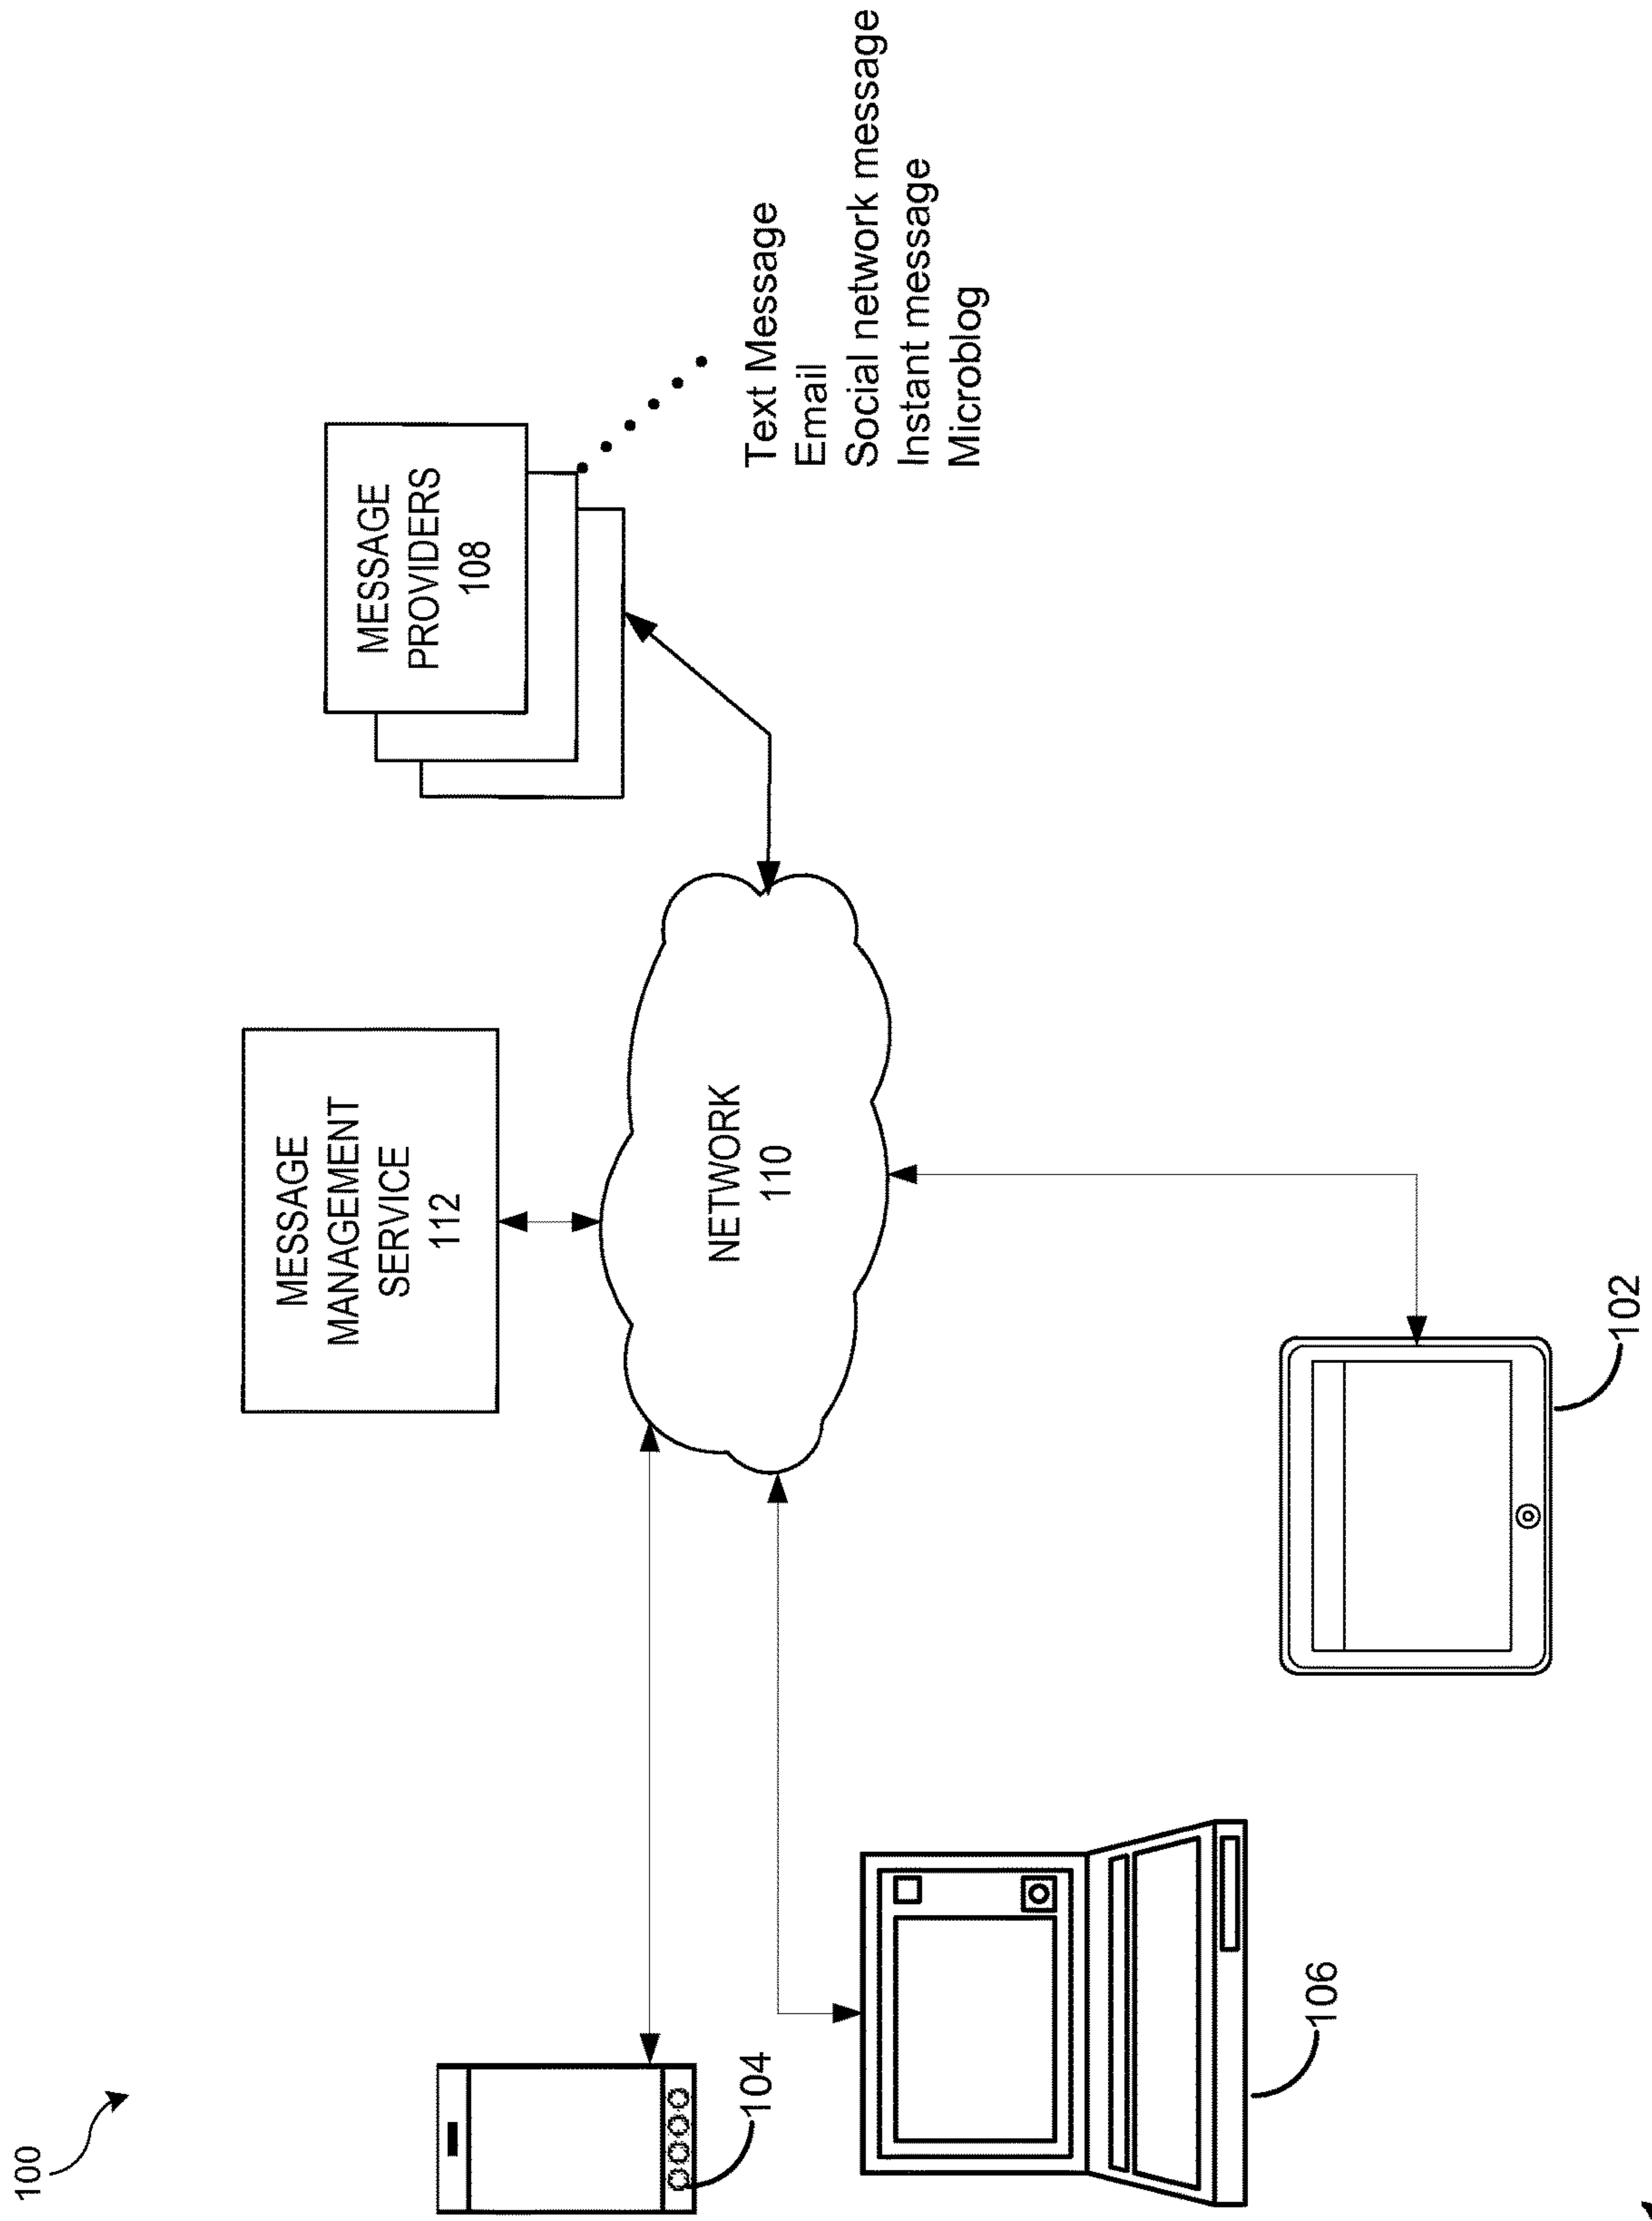 100
MESSAGE
MANAGEMENT
SERVICE
112
MESSAGE
PROVIDERS
108
Text Message
Email
Social network message
Instant message
Microblog
NETWORK
110
104
106
102